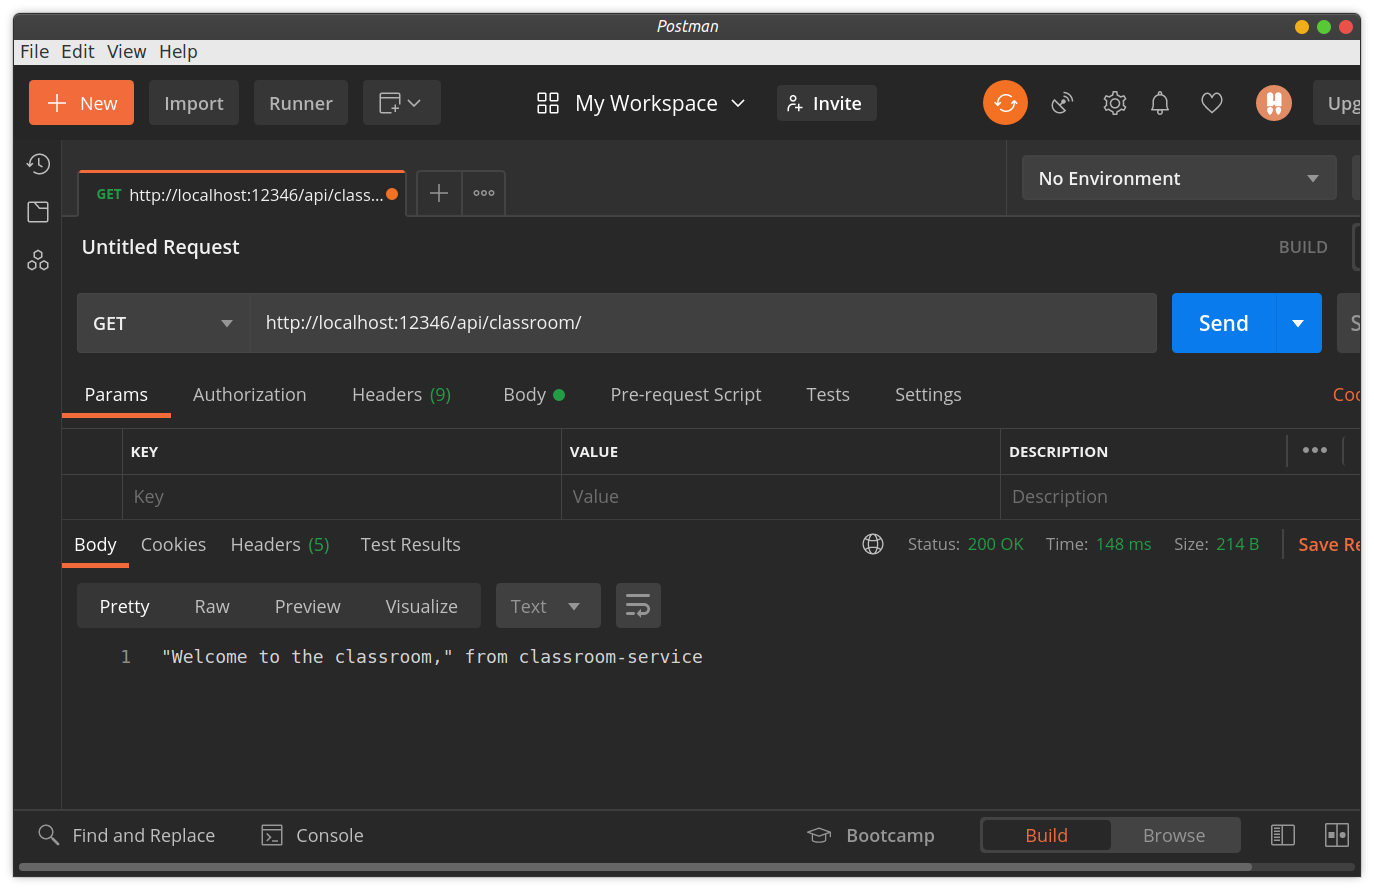 Postman
File Edit View Help
New Import Runner My Workspace Invite Upg
GET http://localhost:12346/api/class... No Environment
Untitled Request BUILD
GET http://localhost:12346/api/classroom/ Send S
Params Authorization Headers (9) Body Pre-request Script Tests Settings Coo
KEY VALUE DESCRIPTION
Key Value Description
Body Cookies Headers (5) Test Results Status: 200 OK Time: 148 ms Size: 214 B Save Re
Pretty Raw Preview Visualize Text
1 "Welcome to the classroom," from classroom-service
Find and Replace Console Bootcamp Build Browse